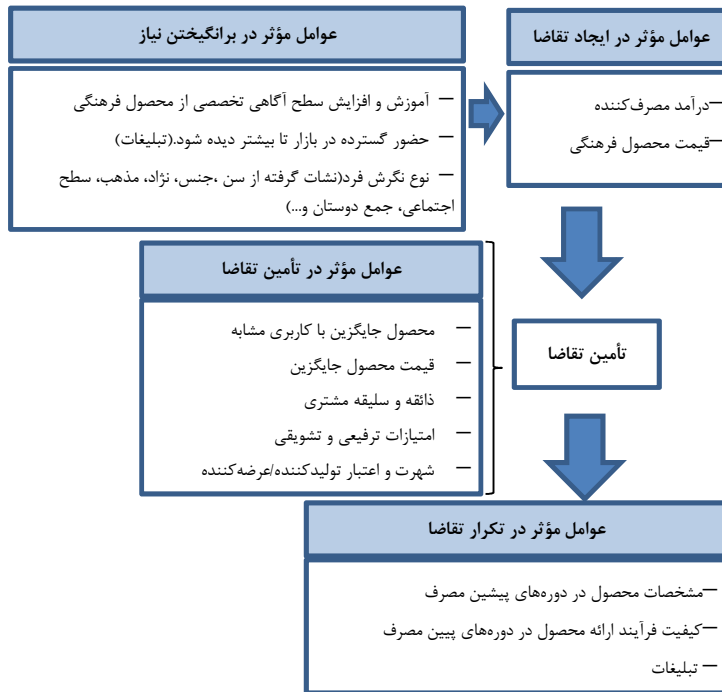 عوامل مؤثر در برانگیختن نیاز
— آموزش و افزایش سطح آگاهی تخصصی از محصول فرهنگی
— حضور گسترده در بازار تا بیشتر دیده شود.(تبلیغات)
— نوع نگرش فرد(نشات گرفته از سن ،جنس، نژاد، مذهب، سطح
اجتماعی، جمع دوستان و...)
عوامل مؤثر در ایجاد تقاضا
—درآمد مصرف‌کننده
—قیمت محصول فرهنگی
تأمین تقاضا
عوامل مؤثر در تأمین تقاضا
— محصول جایگزین با کاربری مشابه
— قیمت محصول جایگزین
— ذائقه و سلیقه مشتری
— امتیازات ترفیعی و تشویقی
— شهرت و اعتبار تولیدکننده/عرضه‌کننده
عوامل مؤثر در تکرار تقاضا
—مشخصات محصول در دوره‌های پیشین مصرف
—کیفیت فرآیند ارائه محصول در دوره‌های پیین مصرف
— تبلیغات